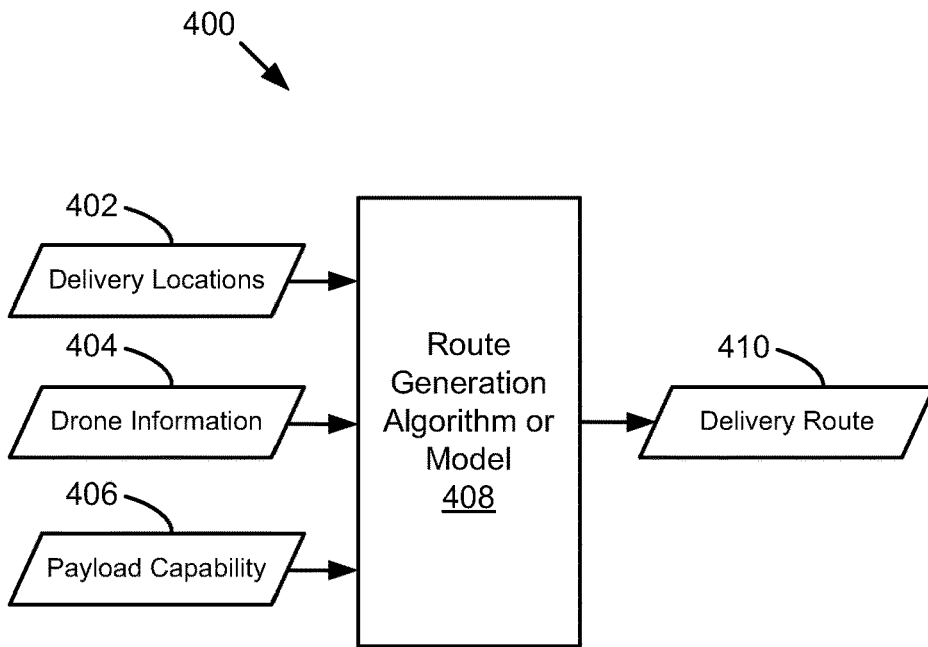 400
402
Delivery Locations
404
Drone Information
406
Payload Capability
Route
Generation
Algorithm or
Model
408
410
Delivery Route